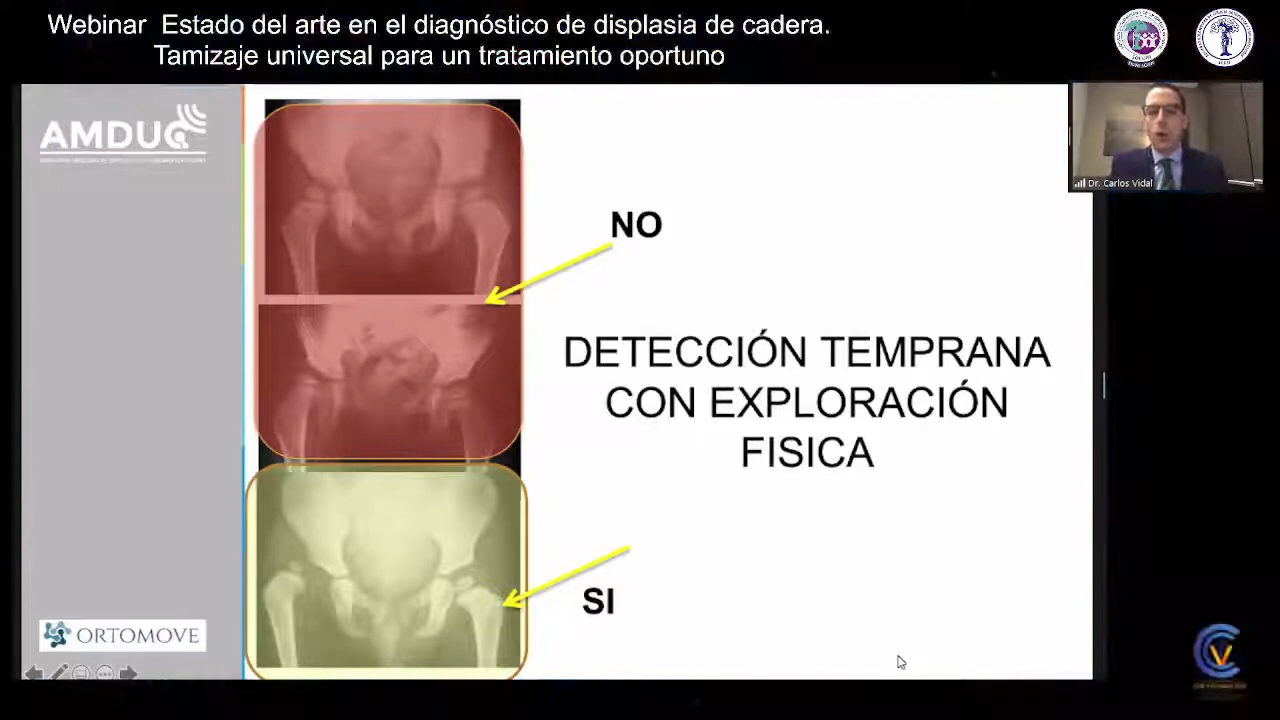 Webinar Estado del arte en el diagnóstico de displasia de cadera.
Tamizaje universal para un tratamiento oportuno
AMDUC
Dr. Carlos Vidal
NO
DETECCIÓN TEMPRANA
CON EXPLORACIÓN
FISICA
SI
ORTOMOVE